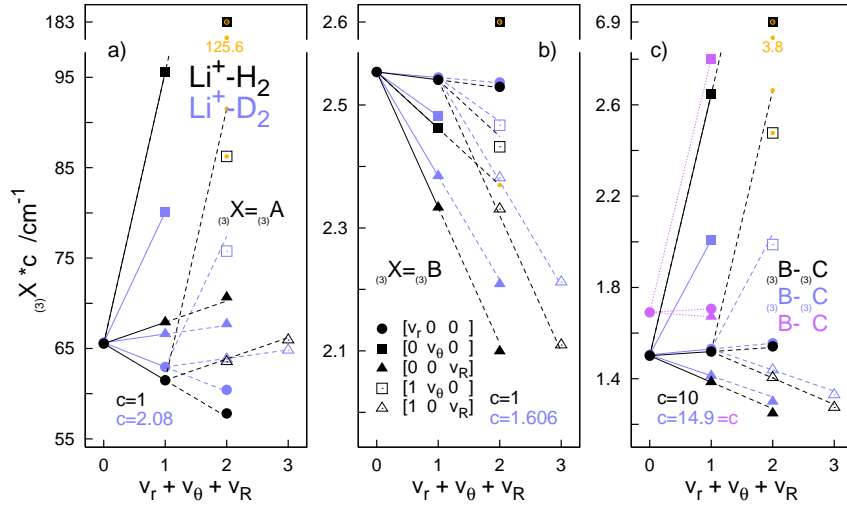 183
95
85
75
65
55
(3)X *c /cm-1
a)
125.6
Li+-H2
Li+-D2
(3)X=(3)A
c=1
c=2.08
0 1 2 3
vr + vθ + vR
2.6
2.5
2.3
2.1
b)
(3)X=(3)B
[vr 0 0 ]
[0 vθ 0 ]
[0 0 vR]
[1 vθ 0 ]
[1 0 vR]
c=1
c=1.606
0 1 2 3
vr + vθ + vR
6.9
2.6
2.2
1.8
1.4
c)
3.8
(3)B-(3)C
(3)B-(3)C
B- C
c=10
c=14.9=c
0 1 2 3
vr + vθ + vR